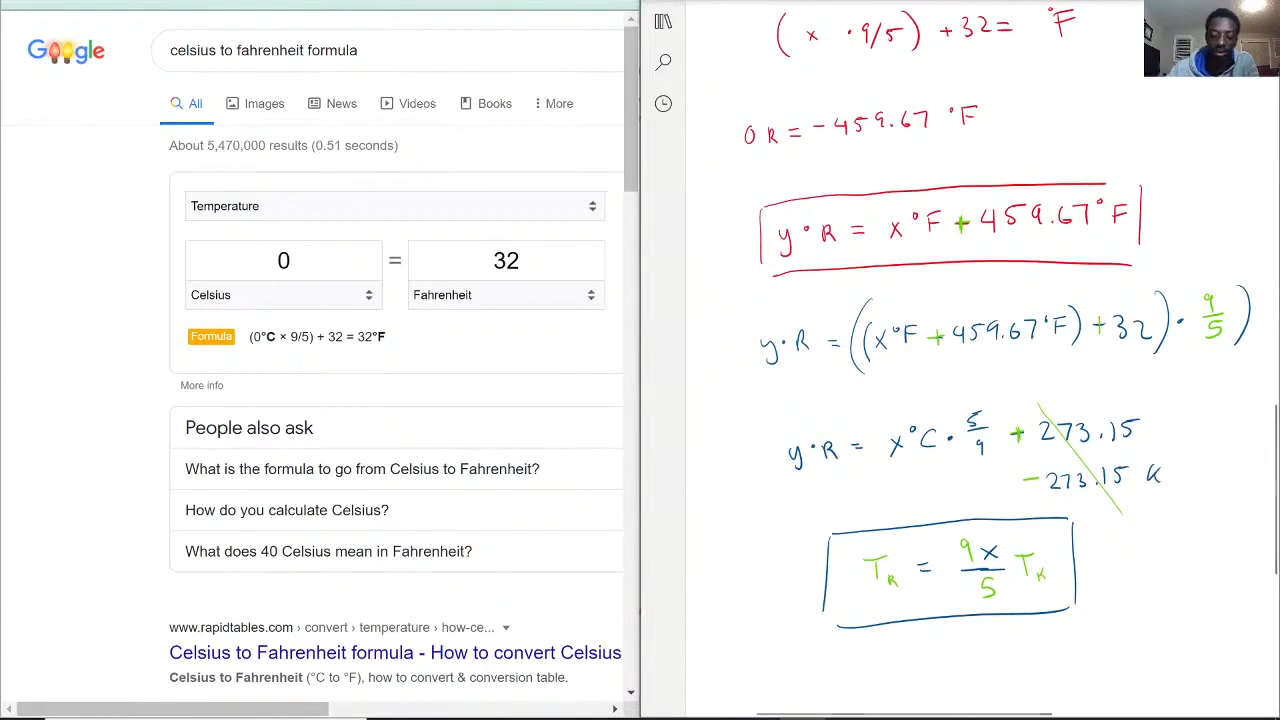 Google
celsius to fahrenheit formula
All Images News Videos Books More
About 5,470,000 results (0.51 seconds)
Temperature
0 = 32
Celsius Fahrenheit
Formula (0°C × 9/5) + 32 = 32°F
More info
People also ask
What is the formula to go from Celsius to Fahrenheit?
How do you calculate Celsius?
What does 40 Celsius mean in Fahrenheit?
www.rapidtables.com › convert › temperature › how-ce...
Celsius to Fahrenheit formula - How to convert Celsius
Celsius to Fahrenheit (°C to °F), how to convert & conversion table.
(x · 9/5) + 32 = °F
0 R = - 459.67 °F
y°R = x°F + 459.67°F
y°R = ((x°F + 459.67°F) + 32) · 9/5)
y°R = x°C · 5/9 + 273.15
- 273.15 K
T_R = 9x/5 T_K